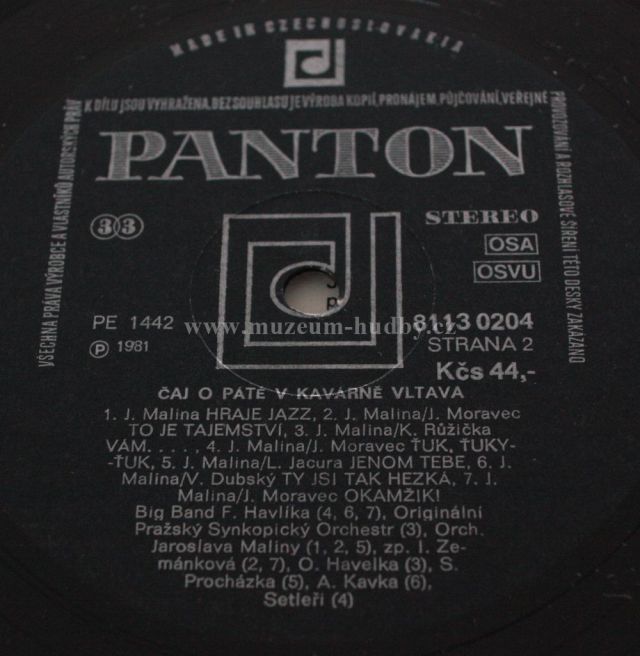 MADE IN CZECHOSLOVAKIA
VŠECHNA PRÁVA VÝROBCE A VLASTNÍKŮ AUTORSKÝCH PRÁV
K DÍLU JSOU VYHRAŽENA. BEZ SOUHLASU JE VÝROBA KOPIÍ, PRONÁJEM, PŮJČOVÁNÍ, VEŘEJNÉ
PROVOZOVÁNÍ A ROZHLASOVÉ ŠÍŘENÍ TÉTO DESKY ZAKÁZÁNO
PANTON
33
STEREO
OSA
OSVU
PE 1442
www.muzeum-hudby.cz
8113 0204
Ⓟ 1981
STRANA 2
Kčs 44,-
ČAJ O PÁTÉ V KAVÁRNĚ VLTAVA
1. J. Malina HRAJE JAZZ, 2. J. Malina/J. Moravec
TO JE TAJEMSTVÍ, 3. J. Malina/K. Růžička
VÁM. . . ., 4. J. Malina/J. Moravec ŤUK, ŤUKY-
-ŤUK, 5. J. Malina/L. Jacura JENOM TEBE, 6. J.
Malina/V. Dubský TY JSI TAK HEZKÁ, 7. J.
Malina/J. Moravec OKAMŽIK!
Big Band F. Havlíka (4, 6, 7), Originální
Pražský Synkopický Orchestr (3), Orch.
Jaroslava Maliny (1, 2, 5), zp. I. Ze-
mánková (2, 7), O. Havelka (3), S.
Procházka (5), A. Kavka (6),
Setleři (4)